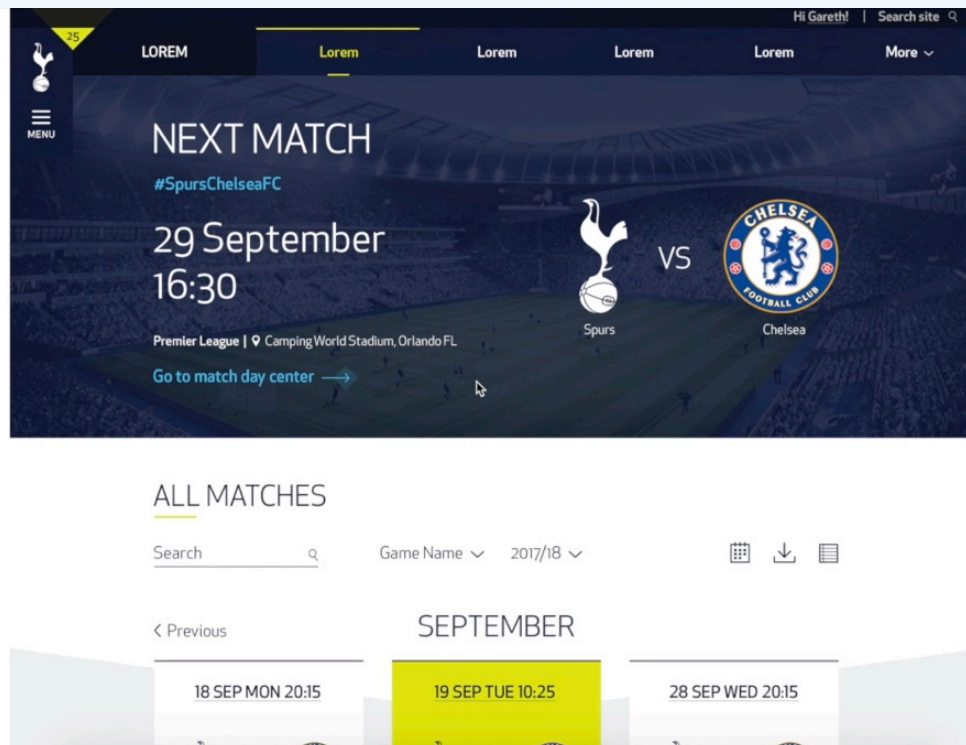 Hi Gareth! | Search site
25
LOREM Lorem Lorem Lorem Lorem More
MENU
NEXT MATCH
#SpursChelseaFC
29 September
16:30
VS
CHELSEA
FOOTBALL CLUB
Spurs Chelsea
Premier League | Camping World Stadium, Orlando FL
Go to match day center
ALL MATCHES
Search Game Name 2017/18
Previous SEPTEMBER
18 SEP MON 20:15 19 SEP TUE 10:25 28 SEP WED 20:15